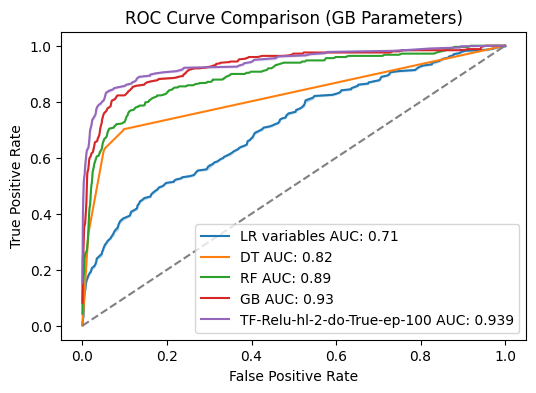 ROC Curve Comparison (GB Parameters)
True Positive Rate
1.0
0.8
0.6
0.4
0.2
0.0
LR variables AUC: 0.71
DT AUC: 0.82
RF AUC: 0.89
GB AUC: 0.93
TF-Relu-hl-2-do-True-ep-100 AUC: 0.939
0.0 0.2 0.4 0.6 0.8 1.0
False Positive Rate